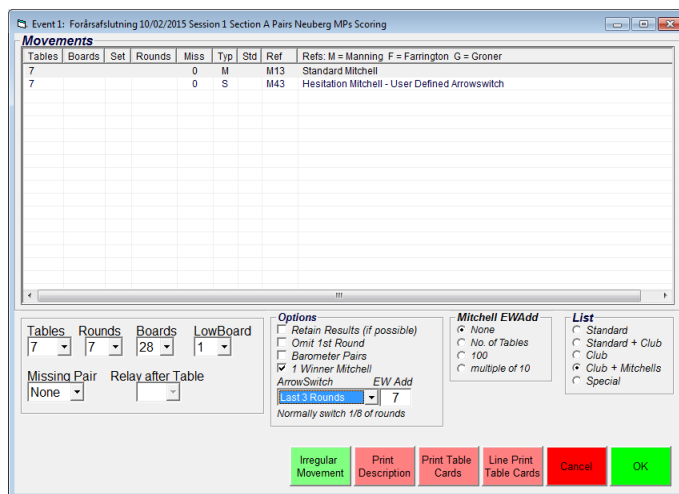 Event 1: Forårsafslutning 10/02/2015 Session 1 Section A Pairs Neuberg MPs Scoring
Movements
Tables Boards Set Rounds Miss Typ Std Ref Refs: M = Manning F = Farrington G = Groner
7 0 M M13 Standard Mitchell
7 0 S M43 Hesitation Mitchell - User Defined Arrowswitch
Tables Rounds Boards LowBoard
7 7 28 1
Missing Pair Relay after Table
None
Options
Retain Results (if possible)
Omit 1st Round
Barometer Pairs
1 Winner Mitchell
ArrowSwitch EW Add
Last 3 Rounds 7
Normally switch 1/8 of rounds
Mitchell EWAdd
None
No. of Tables
100
multiple of 10
List
Standard
Standard + Club
Club
Club + Mitchells
Special
Irregular Movement
Print Description
Print Table Cards
Line Print Table Cards
Cancel
OK